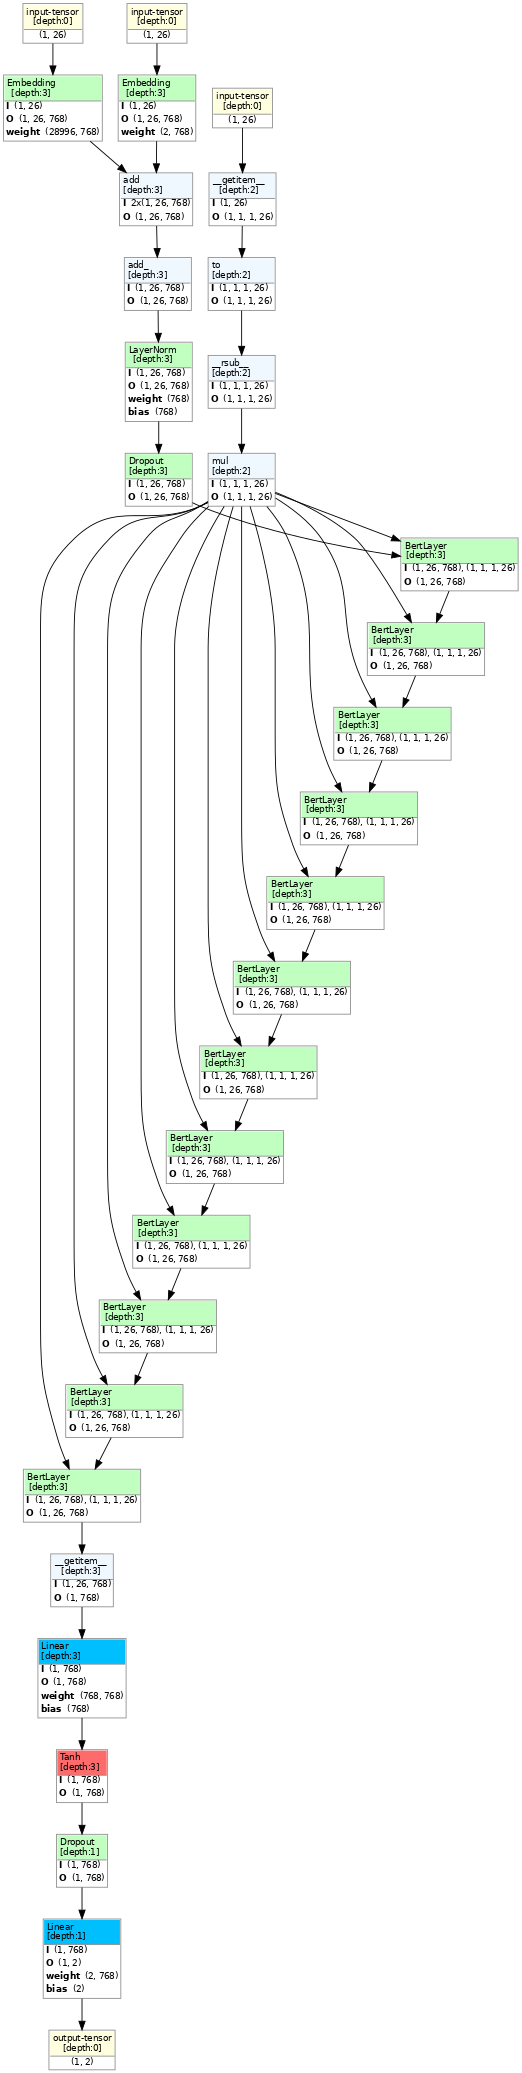 input-tensor
[depth:0]
(1, 26)
input-tensor
[depth:0]
(1, 26)
Embedding
[depth:3]
I (1, 26)
O (1, 26, 768)
weight (28996, 768)
Embedding
[depth:3]
I (1, 26)
O (1, 26, 768)
weight (2, 768)
input-tensor
[depth:0]
(1, 26)
add
[depth:3]
I 2x(1, 26, 768)
O (1, 26, 768)
__getitem__
[depth:2]
I (1, 26)
O (1, 1, 1, 26)
add_
[depth:3]
I (1, 26, 768)
O (1, 26, 768)
to
[depth:2]
I (1, 1, 1, 26)
O (1, 1, 1, 26)
LayerNorm
[depth:3]
I (1, 26, 768)
O (1, 26, 768)
weight (768)
bias (768)
__rsub__
[depth:2]
I (1, 1, 1, 26)
O (1, 1, 1, 26)
Dropout
[depth:3]
I (1, 26, 768)
O (1, 26, 768)
mul
[depth:2]
I (1, 1, 1, 26)
O (1, 1, 1, 26)
BertLayer
[depth:3]
I (1, 26, 768), (1, 1, 1, 26)
O (1, 26, 768)
BertLayer
[depth:3]
I (1, 26, 768), (1, 1, 1, 26)
O (1, 26, 768)
BertLayer
[depth:3]
I (1, 26, 768), (1, 1, 1, 26)
O (1, 26, 768)
BertLayer
[depth:3]
I (1, 26, 768), (1, 1, 1, 26)
O (1, 26, 768)
BertLayer
[depth:3]
I (1, 26, 768), (1, 1, 1, 26)
O (1, 26, 768)
BertLayer
[depth:3]
I (1, 26, 768), (1, 1, 1, 26)
O (1, 26, 768)
BertLayer
[depth:3]
I (1, 26, 768), (1, 1, 1, 26)
O (1, 26, 768)
BertLayer
[depth:3]
I (1, 26, 768), (1, 1, 1, 26)
O (1, 26, 768)
BertLayer
[depth:3]
I (1, 26, 768), (1, 1, 1, 26)
O (1, 26, 768)
BertLayer
[depth:3]
I (1, 26, 768), (1, 1, 1, 26)
O (1, 26, 768)
BertLayer
[depth:3]
I (1, 26, 768), (1, 1, 1, 26)
O (1, 26, 768)
BertLayer
[depth:3]
I (1, 26, 768), (1, 1, 1, 26)
O (1, 26, 768)
__getitem__
[depth:3]
I (1, 26, 768)
O (1, 768)
Linear
[depth:3]
I (1, 768)
O (1, 768)
weight (768, 768)
bias (768)
Tanh
[depth:3]
I (1, 768)
O (1, 768)
Dropout
[depth:1]
I (1, 768)
O (1, 768)
Linear
[depth:1]
I (1, 768)
O (1, 2)
weight (2, 768)
bias (2)
output-tensor
[depth:0]
(1, 2)